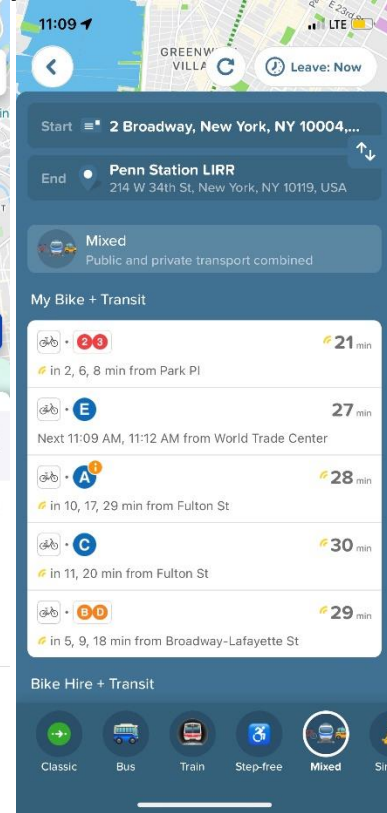 11:09
LTE
E 23rd
GREENW
VILLA
Leave: Now
in
Start 2 Broadway, New York, NY 10004,...
End Penn Station LIRR
214 W 34th St, New York, NY 10119, USA
T
Mixed
Public and private transport combined
My Bike + Transit
2 3 21 min
in 2, 6, 8 min from Park Pl
E 27 min
Next 11:09 AM, 11:12 AM from World Trade Center
A i 28 min
in 10, 17, 29 min from Fulton St
C 30 min
in 11, 20 min from Fulton St
B D 29 min
in 5, 9, 18 min from Broadway-Lafayette St
Bike Hire + Transit
Classic Bus Train Step-free Mixed Sir